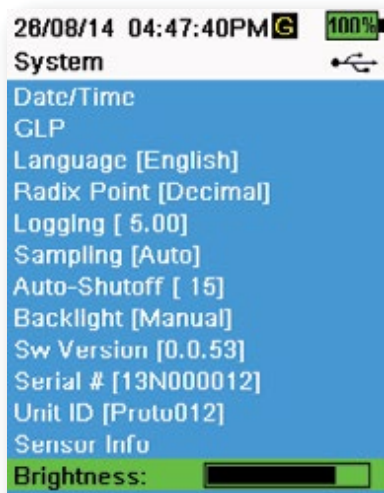 26/08/14 04:47:40PM G 100%
System
Date/Time
GLP
Language [English]
Radix Point [Decimal]
Logging [ 5.00]
Sampling [Auto]
Auto-Shutoff [ 15]
Backlight [Manual]
Sw Version [0.0.53]
Serial # [13N000012]
Unit ID [Proto012]
Sensor Info
Brightness: